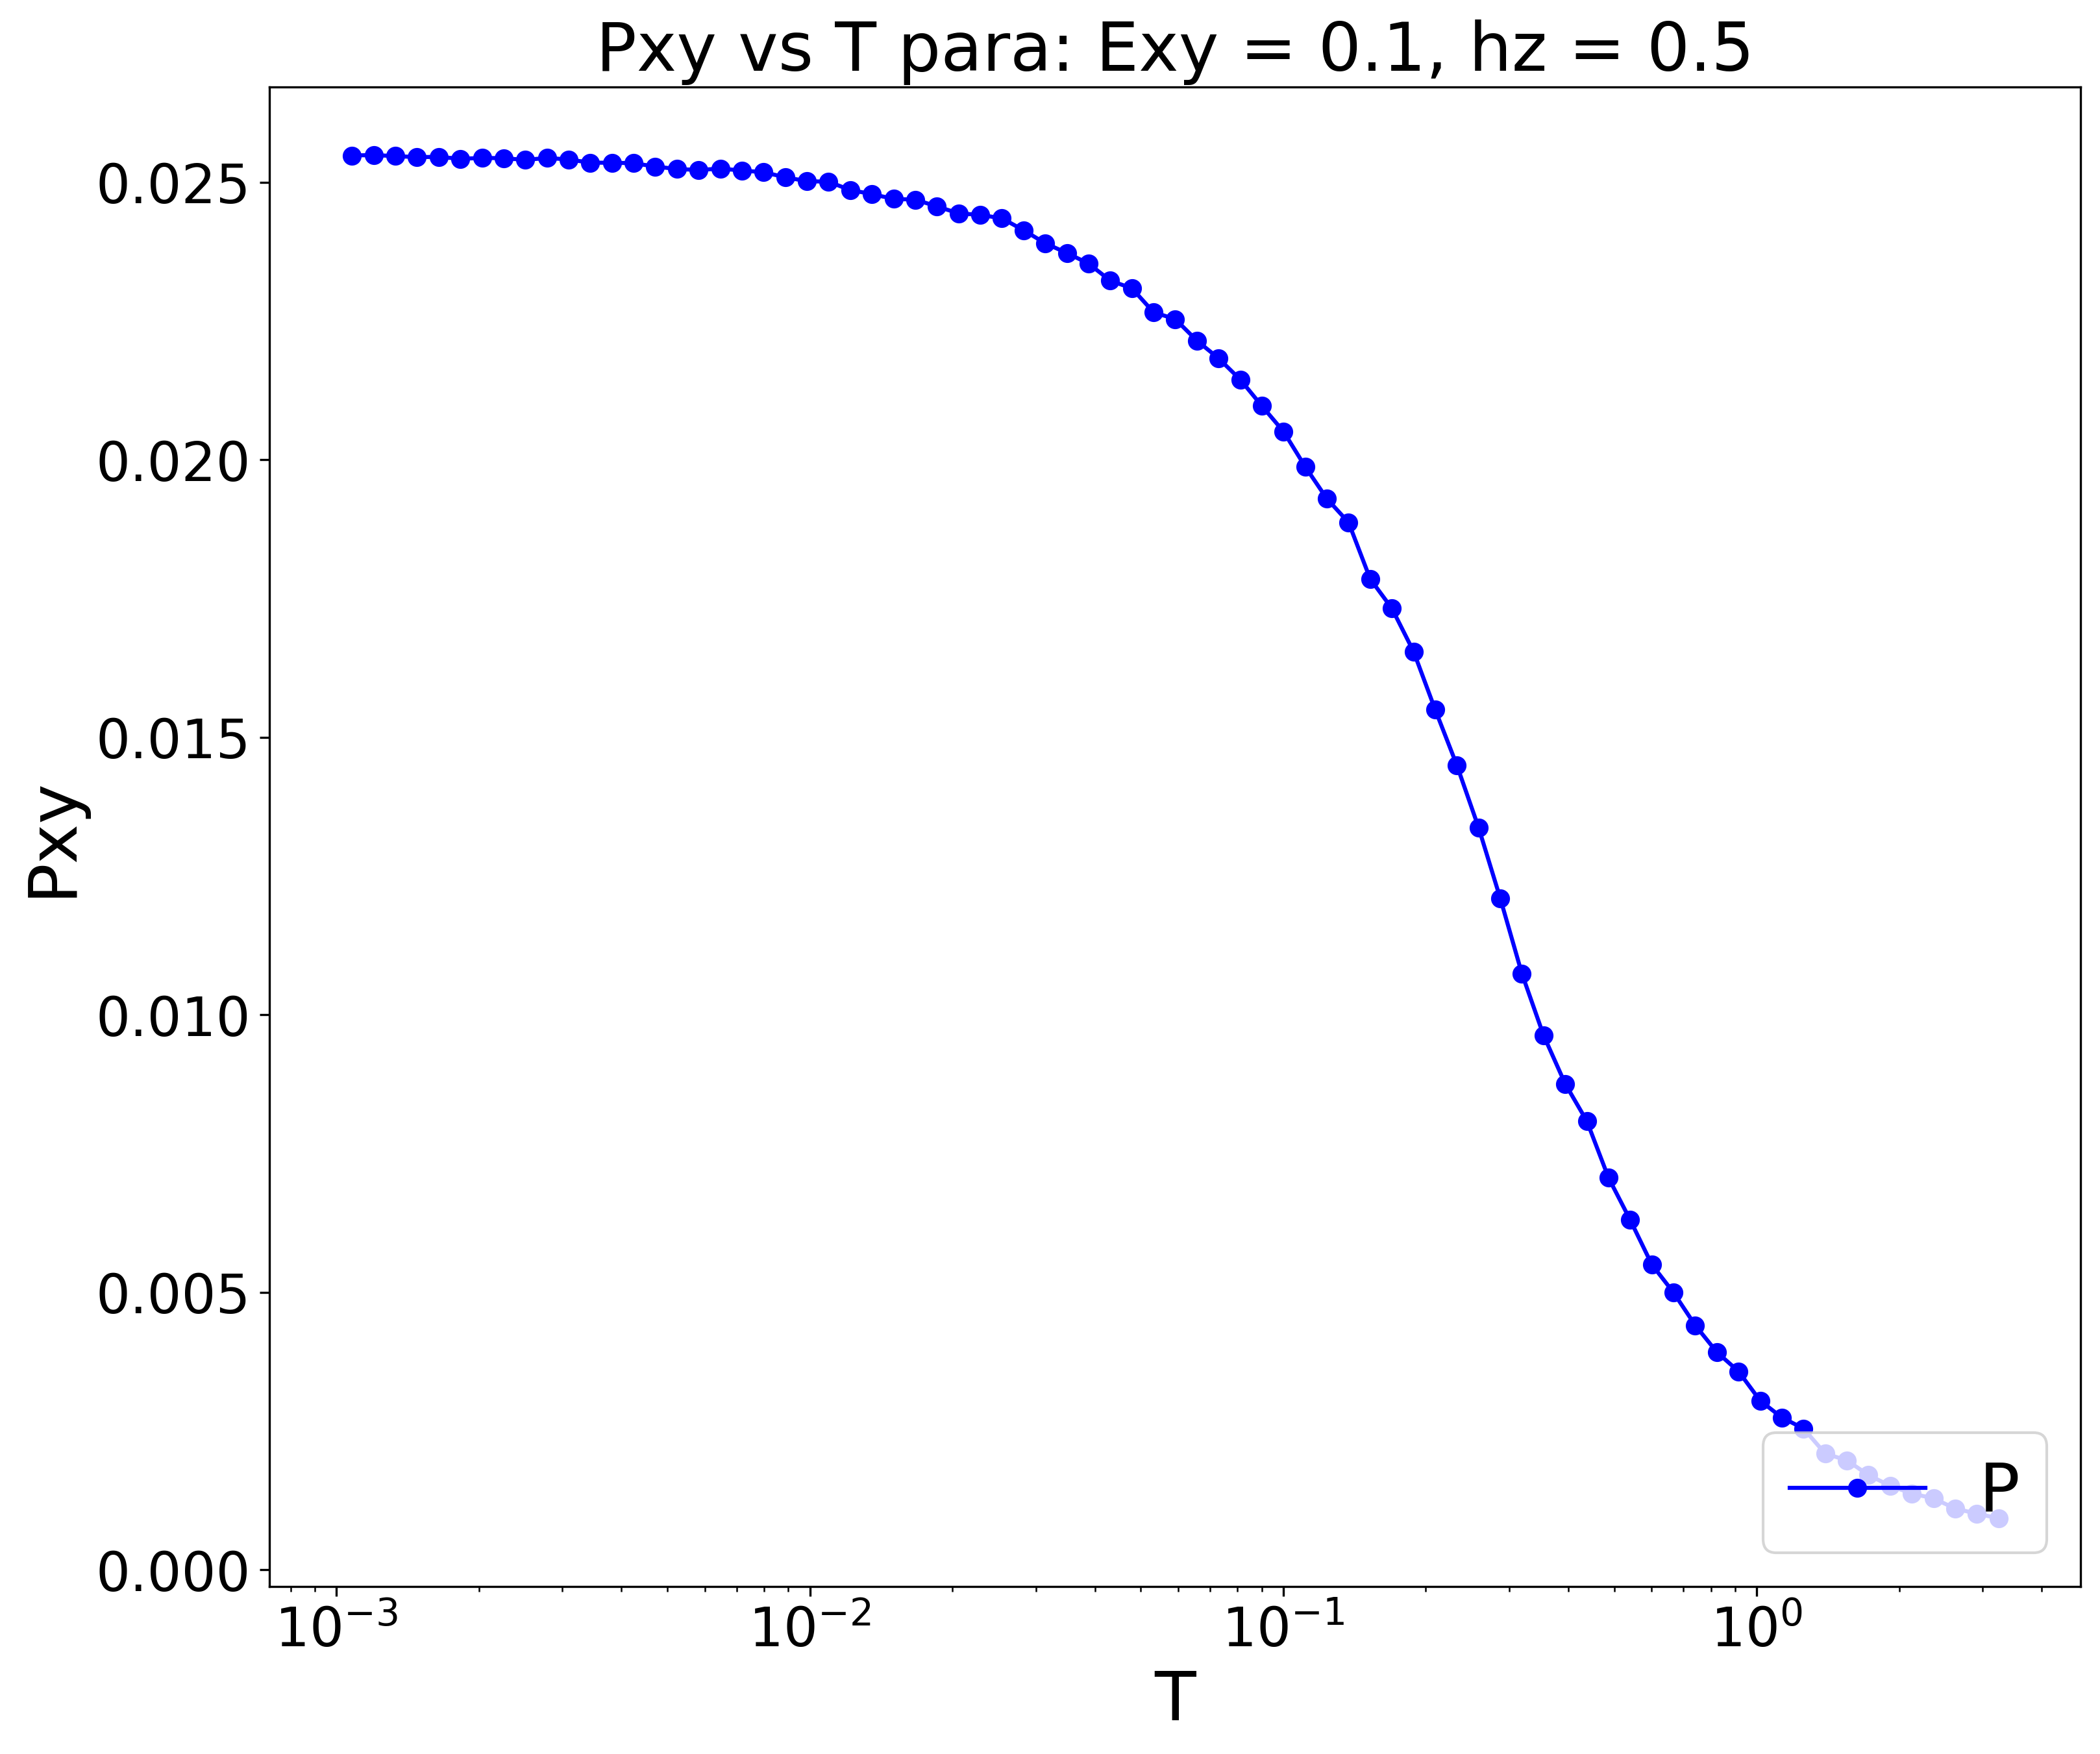 Pxy vs T para: Exy = 0.1, hz = 0.5
Pxy
0.025
0.020
0.015
0.010
0.005
0.000
10⁻³ 10⁻² 10⁻¹ 10⁰
T
P